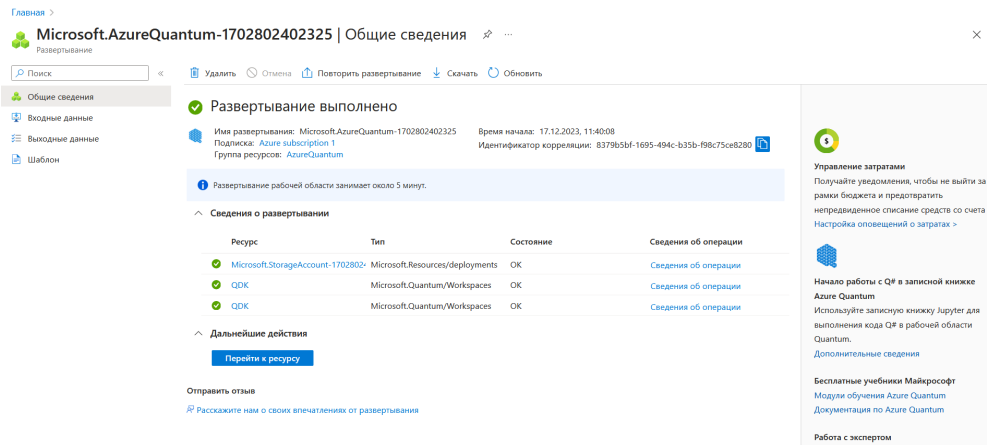 Главная >
Microsoft.AzureQuantum-1702802402325 | Общие сведения
Развертывание
Поиск
Общие сведения
Входные данные
Выходные данные
Шаблон
Удалить Отмена Повторить развертывание Скачать Обновить
Развертывание выполнено
Имя развертывания: Microsoft.AzureQuantum-1702802402325 Время начала: 17.12.2023, 11:40:08
Подписка: Azure subscription 1 Идентификатор корреляции: 8379b5bf-1695-494c-b35b-f98c75ce8280
Группа ресурсов: AzureQuantum
Развертывание рабочей области занимает около 5 минут.
Сведения о развертывании
Ресурс Тип Состояние Сведения об операции
Microsoft.StorageAccount-1702802 Microsoft.Resources/deployments OK Сведения об операции
QDK Microsoft.Quantum/Workspaces OK Сведения об операции
QDK Microsoft.Quantum/Workspaces OK Сведения об операции
Дальнейшие действия
Перейти к ресурсу
Отправить отзыв
Расскажите нам о своих впечатлениях от развертывания
Управление затратами
Получайте уведомления, чтобы не выйти за
рамки бюджета и предотвратить
непредвиденное списание средств со счета
Настройка оповещений о затратах >
Начало работы с Q# в записной книжке
Azure Quantum
Используйте записную книжку Jupyter для
выполнения кода Q# в рабочей области
Quantum.
Дополнительные сведения
Бесплатные учебники Майкрософт
Модули обучения Azure Quantum
Документация по Azure Quantum
Работа с экспертом